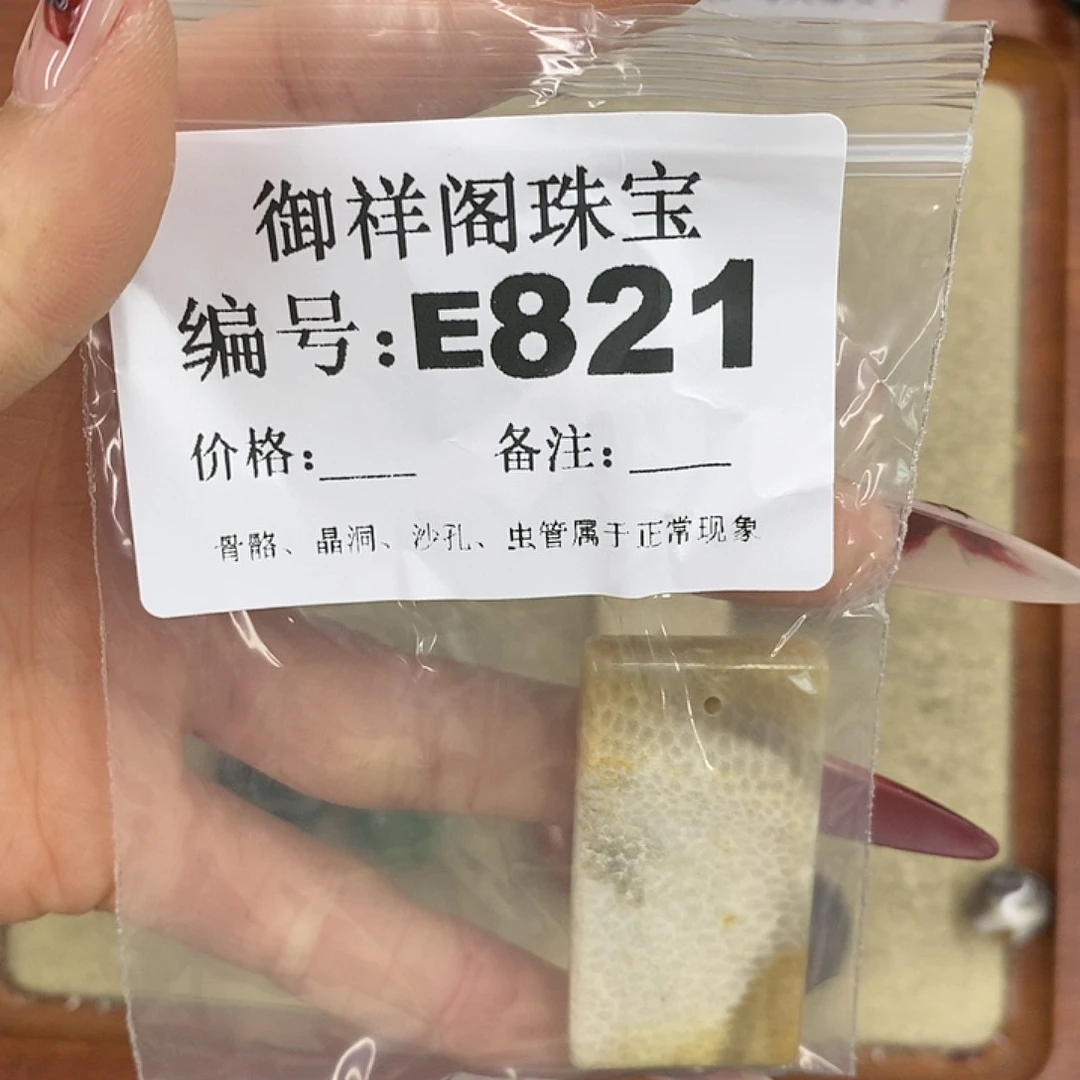 御祥阁珠宝
编号:E821
价格:____ 备注:____
骨骼、晶洞、沙孔、虫管属于正常现象